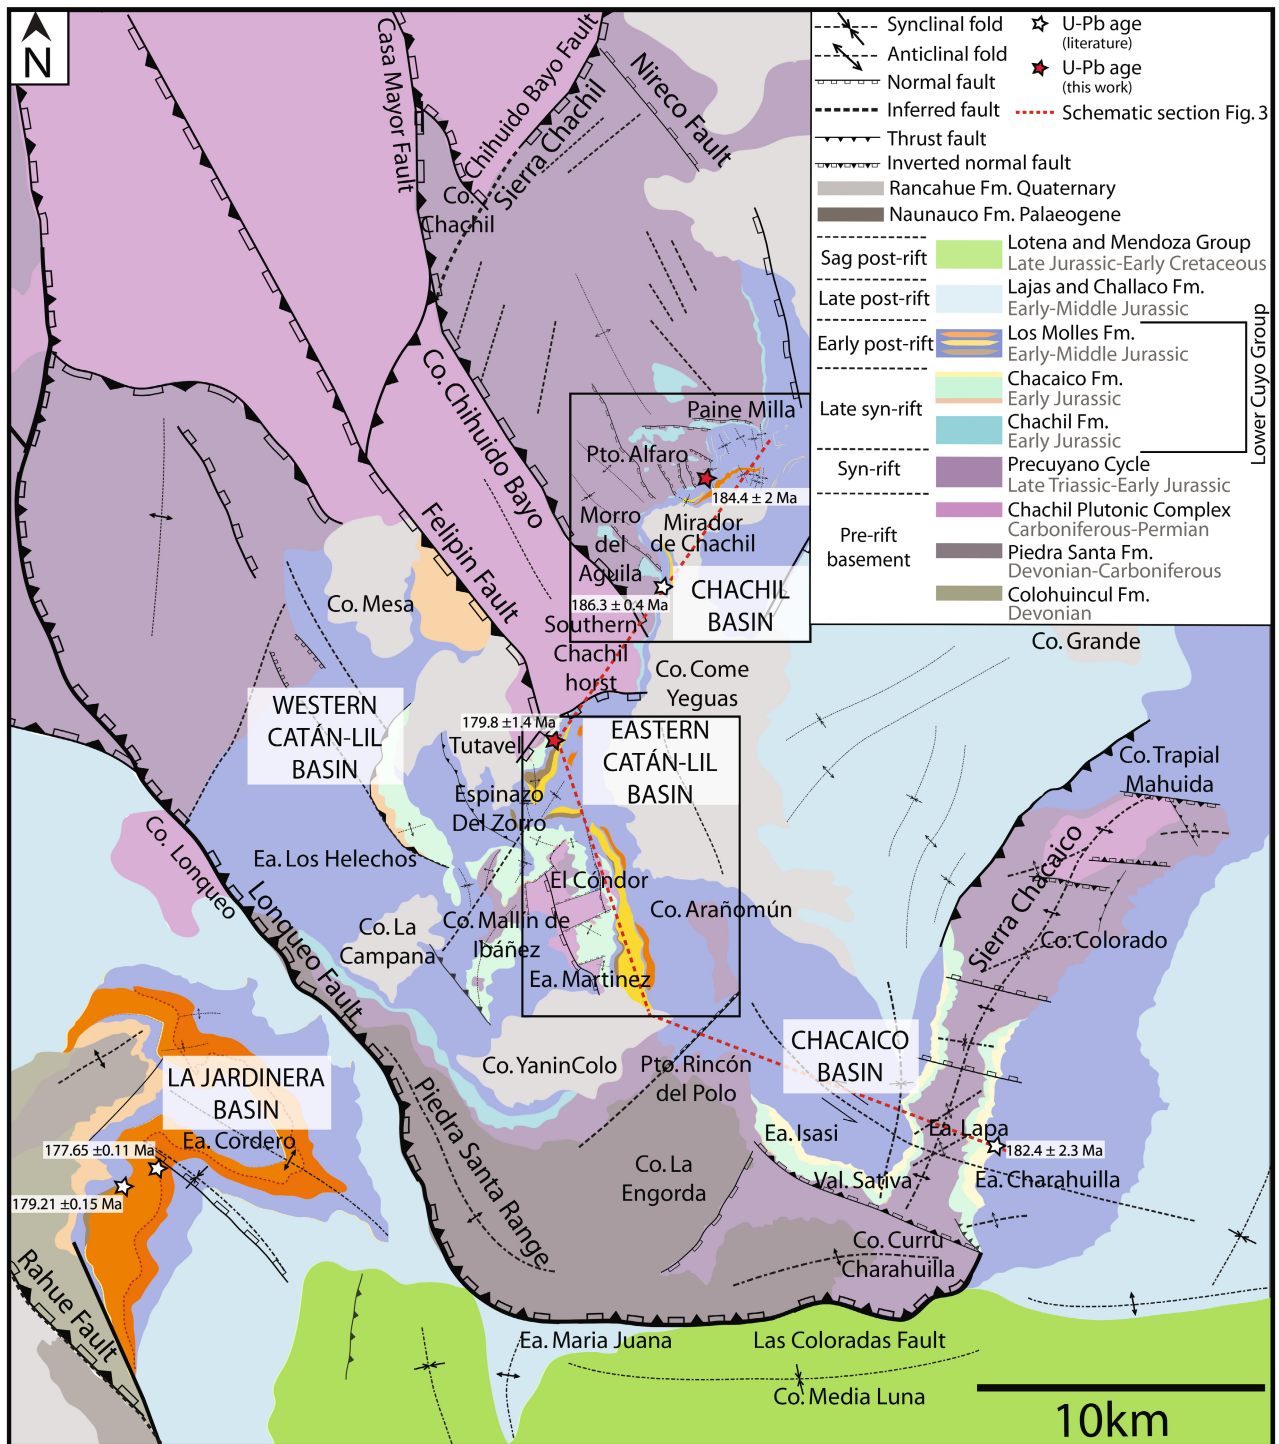 N
Casa Mayor Fault
Chihuido Bayo Fault
Sierra Chachil
Nireco Fault
Co.
Chachil
Synclinal fold
Anticlinal fold
Normal fault
Inferred fault
Thrust fault
Inverted normal fault
Rancahue Fm. Quaternary
Naunauco Fm. Palaeogene
U-Pb age
(literature)
U-Pb age
(this work)
Schematic section Fig. 3
Sag post-rift
Lotena and Mendoza Group
Late Jurassic-Early Cretaceous
Late post-rift
Lajas and Challaco Fm.
Early-Middle Jurassic
Early post-rift
Los Molles Fm.
Early-Middle Jurassic
Late syn-rift
Chacaico Fm.
Early Jurassic
Chachil Fm.
Early Jurassic
Lower Cuyo Group
Syn-rift
Precuyano Cycle
Late Triassic-Early Jurassic
Pre-rift
basement
Chachil Plutonic Complex
Carboniferous-Permian
Piedra Santa Fm.
Devonian-Carboniferous
Colohuincul Fm.
Devonian
Co. Chihuido Bayo
Paine Milla
Pto. Alfaro
184.4 ± 2 Ma
Morro
del
Aguila
Mirador
de Chachil
186.3 ± 0.4 Ma
CHACHIL
BASIN
Felipin Fault
Co. Mesa
Southern
Chachil
horst
Co. Come
Yeguas
Co. Grande
WESTERN
CATÁN-LIL
BASIN
179.8 ±1.4 Ma
Tutavel
EASTERN
CATÁN-LIL
BASIN
Espinazo
Del Zorro
Co. Trapial
Mahuida
Co. Lonqueo
Ea. Los Helechos
El Cóndor
Sierra Chacaico
Lonqueo Fault
Co. La
Campana
Co. Mallín de
Ibáñez
Co. Arañomún
Co. Colorado
Ea. Martinez
LA JARDINERA
BASIN
Co. YaninColo
Pto. Rincón
del Polo
CHACAICO
BASIN
Piedra Santa Range
Ea. Cordero
177.65 ±0.11 Ma
179.21 ±0.15 Ma
Ea. Isasi
Ea. Lapa
182.4 ± 2.3 Ma
Co. La
Engorda
Val. Sativa
Ea. Charahuilla
Co. Curru
Charahuilla
Rahue Fault
Ea. Maria Juana
Las Coloradas Fault
Co. Media Luna
10km